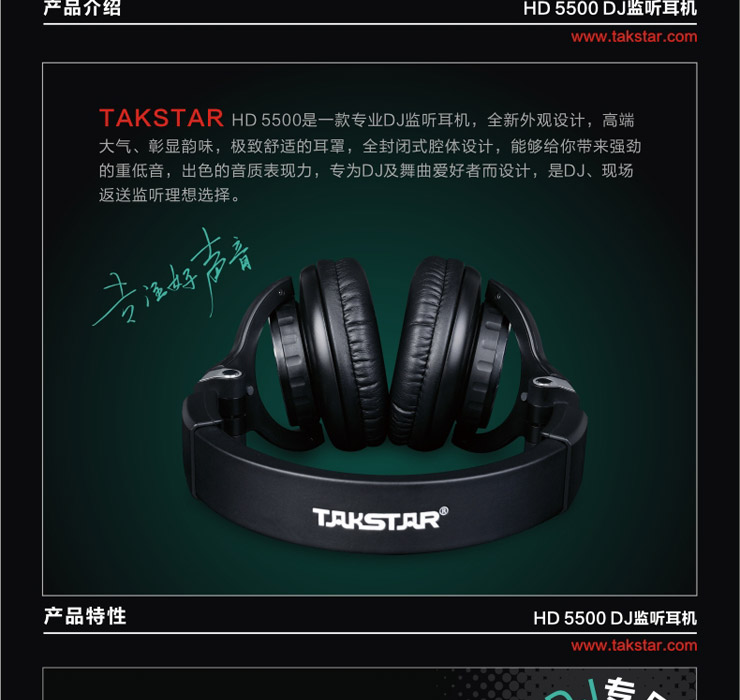 产品介绍
HD 5500 DJ监听耳机
www.takstar.com
TAKSTAR HD 5500是一款专业DJ监听耳机，全新外观设计，高端
大气、彰显韵味，极致舒适的耳罩，全封闭式腔体设计，能够给你带来强劲
的重低音，出色的音质表现力，专为DJ及舞曲爱好者而设计，是DJ、现场
返送监听理想选择。
专注好声音
TAKSTAR®
产品特性
HD 5500 DJ监听耳机
www.takstar.com